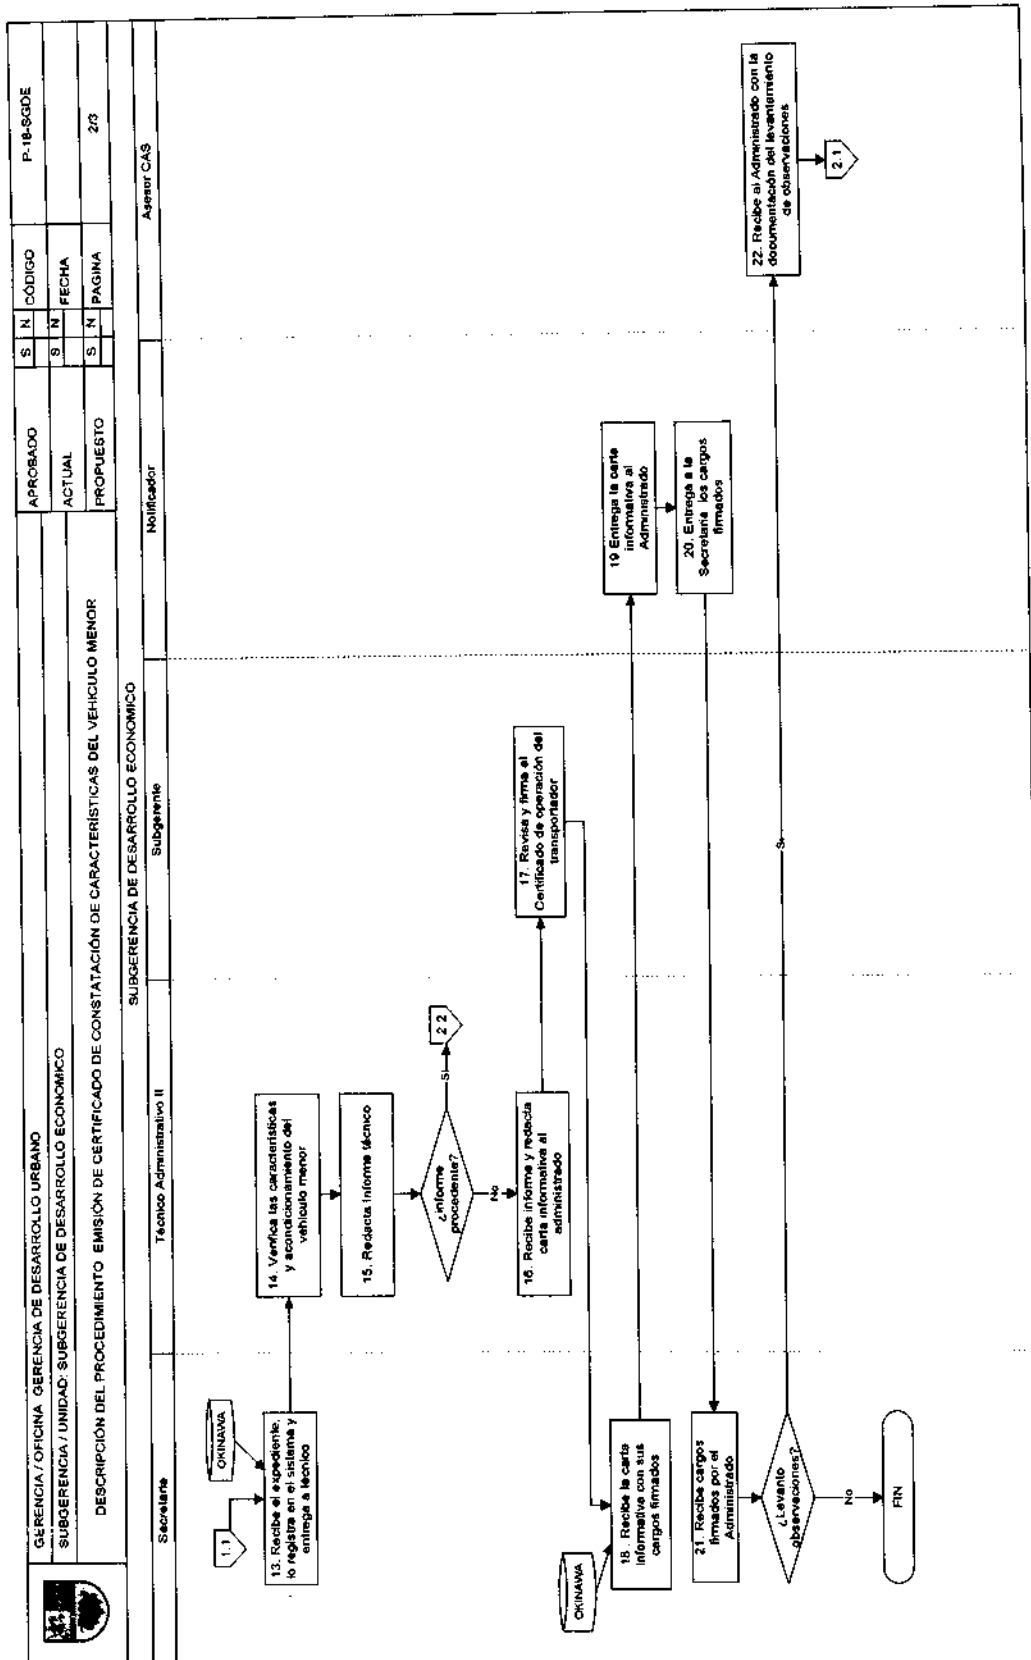 GERENCIA / OFICINA GERENCIA DE DESARROLLO URBANO
APROBADO
S N
CÓDIGO
P-18-SGDE
SUBGERENCIA / UNIDAD: SUBGERENCIA DE DESARROLLO ECONOMICO
ACTUAL
S N
FECHA
DESCRIPCIÓN DEL PROCEDIMIENTO EMISIÓN DE CERTIFICADO DE CONSTATACIÓN DE CARACTERÍSTICAS DEL VEHICULO MENOR
PROPUESTO
S N
PAGINA
2/3
SUBGERENCIA DE DESARROLLO ECONOMICO
Secretaria
Técnico Administrativo II
Subgerente
Notificador
Asesor CAS
1.1
OKINAWA
13. Recibe el expediente,
lo registra en el sistema y
entrega a técnico
14. Verifica las características
y acondicionamiento del
vehículo menor
15. Redacta informe técnico
¿informe
procedente?
Si
2 2
No
16. Recibe informe y redacta
carta informativa al
administrado
17. Revisa y firma el
Certificado de operación del
transportador
OKINAWA
18 . Recibe la carta
informativa con sus
cargos firmados
19 Entrega la carta
informativa al
Administrado
20. Entrega a la
Secretaria los cargos
firmados
21. Recibe cargos
firmados por el
Administrado
¿Levanto
observaciones?
Si
No
FIN
22. Recibe al Administrado con la
documentación del levantamiento
de observaciones
2.1